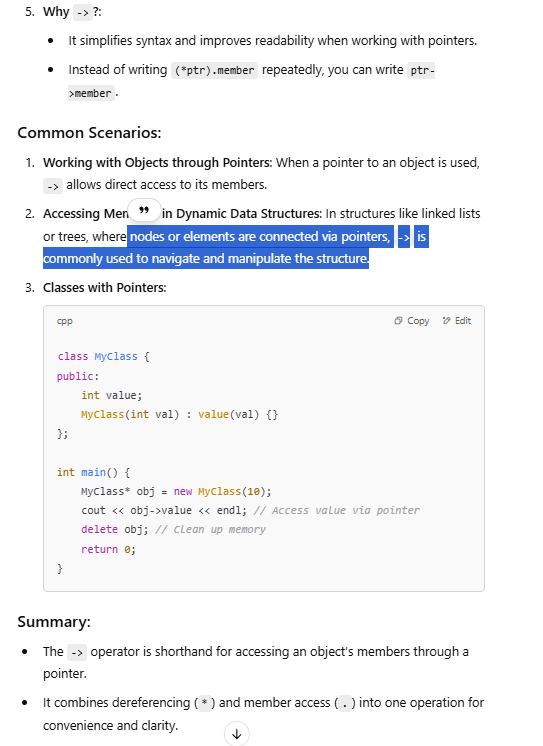 5. Why -> ?:
• It simplifies syntax and improves readability when working with pointers.
• Instead of writing (*ptr).member repeatedly, you can write ptr-
>member .
Common Scenarios:
1. Working with Objects through Pointers: When a pointer to an object is used,
-> allows direct access to its members.
2. Accessing Mem in Dynamic Data Structures: In structures like linked lists
or trees, where nodes or elements are connected via pointers, -> is
commonly used to navigate and manipulate the structure.
3. Classes with Pointers:
cpp Copy Edit
class MyClass {
public:
int value;
MyClass(int val) : value(val) {}
};
int main() {
MyClass* obj = new MyClass(10);
cout << obj->value << endl; // Access value via pointer
delete obj; // Clean up memory
return 0;
}
Summary:
• The -> operator is shorthand for accessing an object's members through a
pointer.
• It combines dereferencing ( * ) and member access ( . ) into one operation for
convenience and clarity.